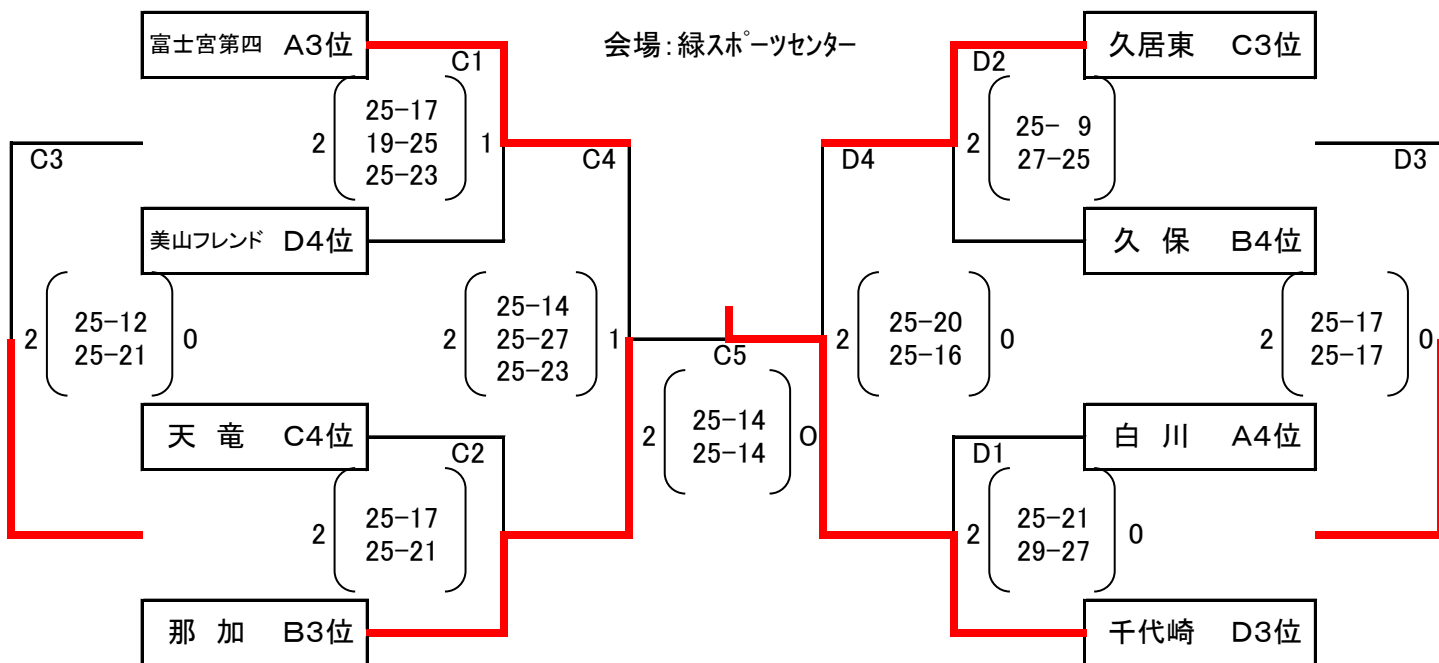 富士宮第四 A3位
会場:緑スポーツセンター
久居東 C3位
C1
D2
2
25-17
19-25
25-23
1
2
25- 9
27-25
C3
C4
D4
D3
美山フレンド D4位
久 保 B4位
2
25-12
25-21
0
2
25-14
25-27
25-23
1
C5
2
25-20
25-16
0
2
25-17
25-17
0
天 竜 C4位
2
25-14
25-14
0
白 川 A4位
C2
D1
2
25-17
25-21
2
25-21
29-27
0
那 加 B3位
千代崎 D3位